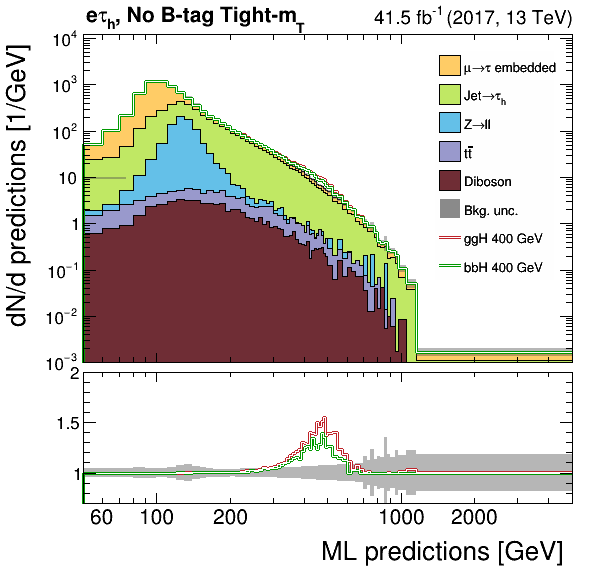 eτh, No B-tag Tight-mT 41.5 fb⁻¹ (2017, 13 TeV)
dN/d predictions [1/GeV]
10⁴
10³
10²
10
1
10⁻¹
10⁻²
10⁻³
μ→τ embedded
Jet→τh
Z→ll
tt̄
Diboson
Bkg. unc.
ggH 400 GeV
bbH 400 GeV
2
1.5
1
60 100 200 1000 2000
ML predictions [GeV]